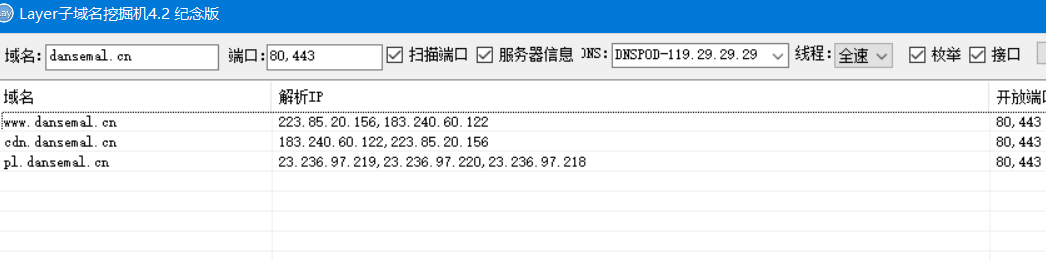 Layer子域名挖掘机4.2 纪念版
域名: dansemal.cn 端口: 80,443 扫描端口 服务器信息 DNS: DNSPOD-119.29.29.29 线程: 全速 枚举 接口
域名 解析IP 开放端口
www.dansemal.cn 223.85.20.156,183.240.60.122 80,443
cdn.dansemal.cn 183.240.60.122,223.85.20.156 80,443
pl.dansemal.cn 23.236.97.219,23.236.97.220,23.236.97.218 80,443